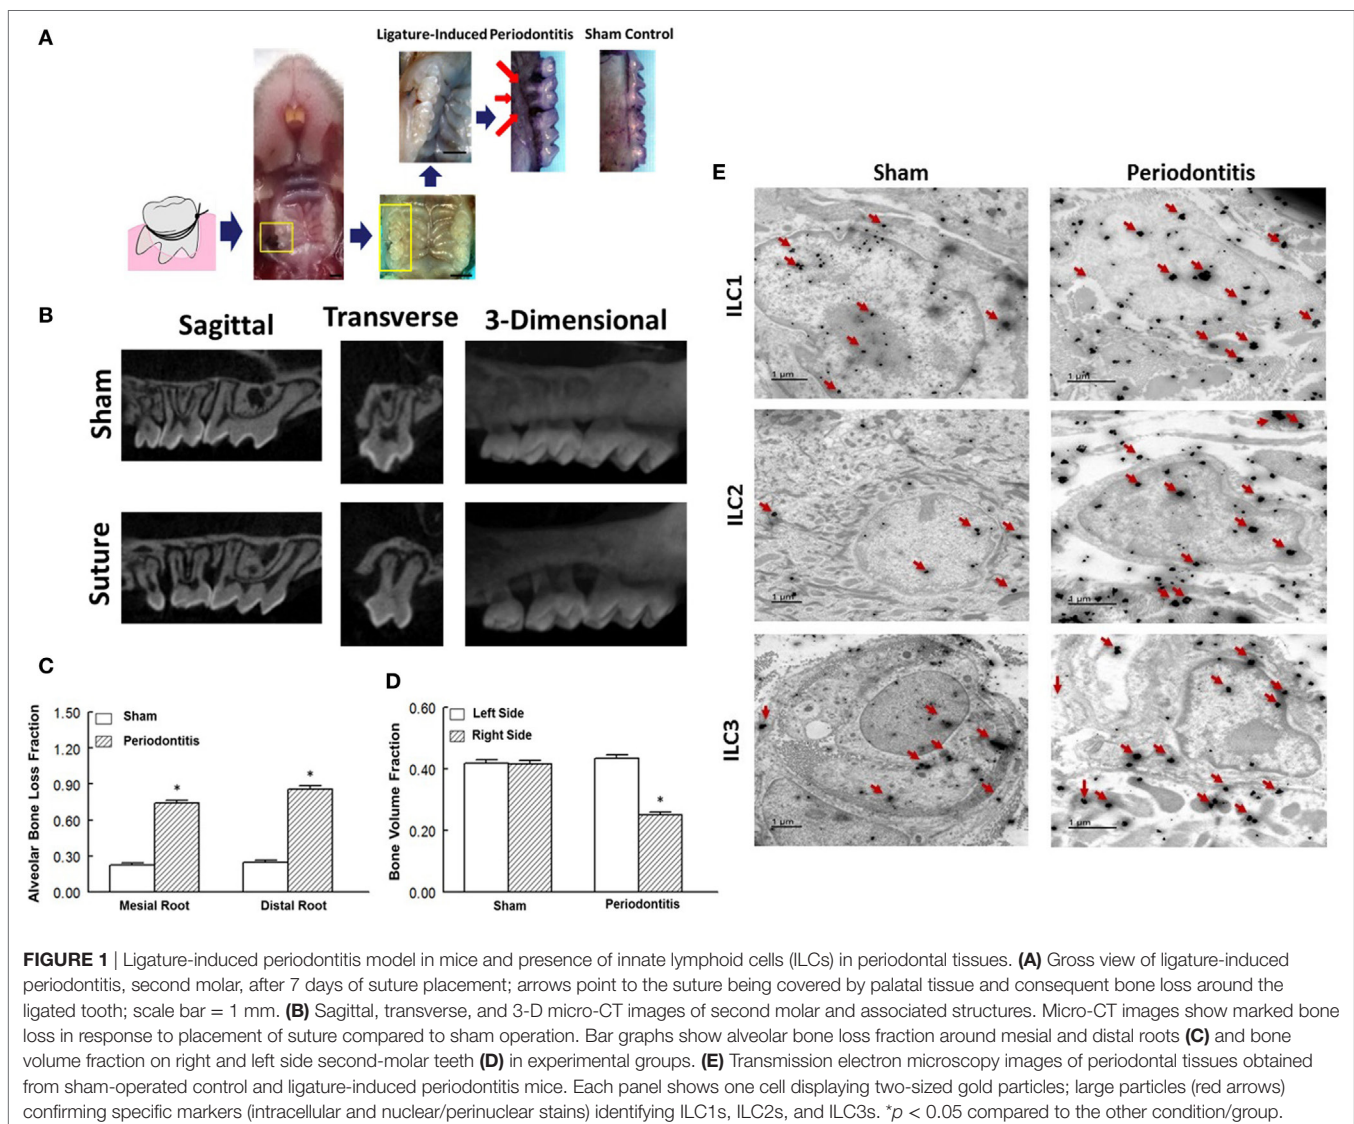 A
Ligature-Induced Periodontitis Sham Control
B
Sagittal Transverse 3-Dimensional
Sham
Suture
C
Alveolar Bone Loss Fraction
1.50
1.20
0.90
0.60
0.30
0.00
Sham
Periodontitis
*
*
Mesial Root Distal Root
D
Bone Volume Fraction
0.60
0.40
0.20
0.00
Left Side
Right Side
*
Sham Periodontitis
E
Sham Periodontitis
ILC1
1 µm
1 µm
ILC2
1 µm
1 µm
ILC3
1 µm
1 µm
FIGURE 1 | Ligature-induced periodontitis model in mice and presence of innate lymphoid cells (ILCs) in periodontal tissues. (A) Gross view of ligature-induced
periodontitis, second molar, after 7 days of suture placement; arrows point to the suture being covered by palatal tissue and consequent bone loss around the
ligated tooth; scale bar = 1 mm. (B) Sagittal, transverse, and 3-D micro-CT images of second molar and associated structures. Micro-CT images show marked bone
loss in response to placement of suture compared to sham operation. Bar graphs show alveolar bone loss fraction around mesial and distal roots (C) and bone
volume fraction on right and left side second-molar teeth (D) in experimental groups. (E) Transmission electron microscopy images of periodontal tissues obtained
from sham-operated control and ligature-induced periodontitis mice. Each panel shows one cell displaying two-sized gold particles; large particles (red arrows)
confirming specific markers (intracellular and nuclear/perinuclear stains) identifying ILC1s, ILC2s, and ILC3s. *p < 0.05 compared to the other condition/group.